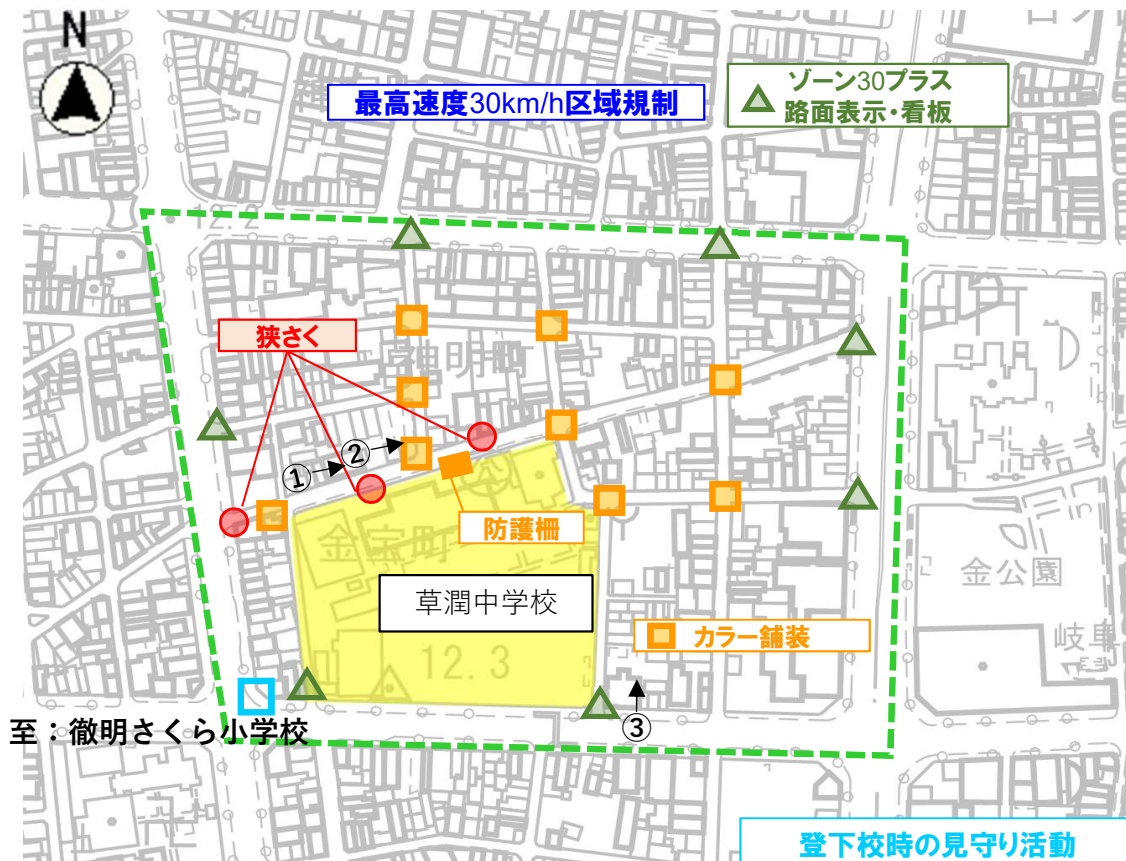 N
最高速度30km/h区域規制
ゾーン30プラス
路面表示・看板
12.2
狭さく
神明町
②
①
金宝町
防護柵
草潤中学校
金公園
カラー舗装
12.3
③
至：徹明さくら小学校
登下校時の見守り活動